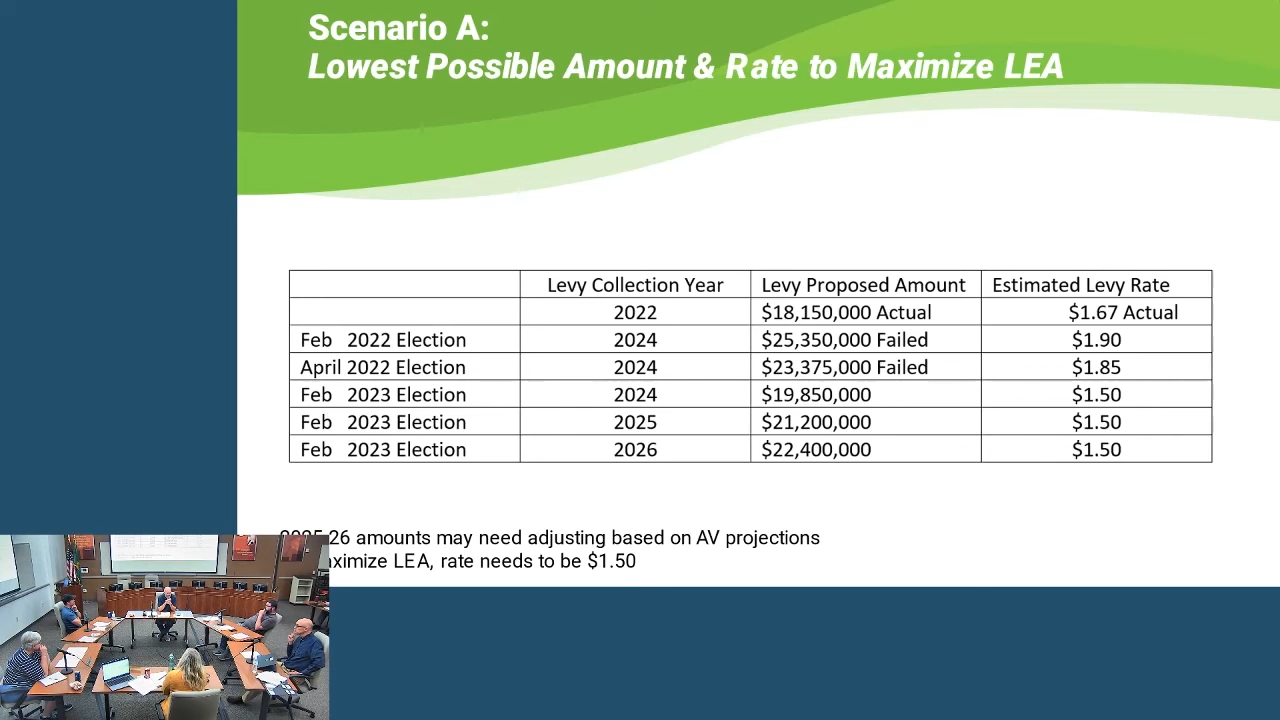 Scenario A:
Lowest Possible Amount & Rate to Maximize LEA
Levy Collection Year Levy Proposed Amount Estimated Levy Rate
2022 $18,150,000 Actual $1.67 Actual
Feb 2022 Election 2024 $25,350,000 Failed $1.90
April 2022 Election 2024 $23,375,000 Failed $1.85
Feb 2023 Election 2024 $19,850,000 $1.50
Feb 2023 Election 2025 $21,200,000 $1.50
Feb 2023 Election 2026 $22,400,000 $1.50
26 amounts may need adjusting based on AV projections
LEA, rate needs to be $1.50